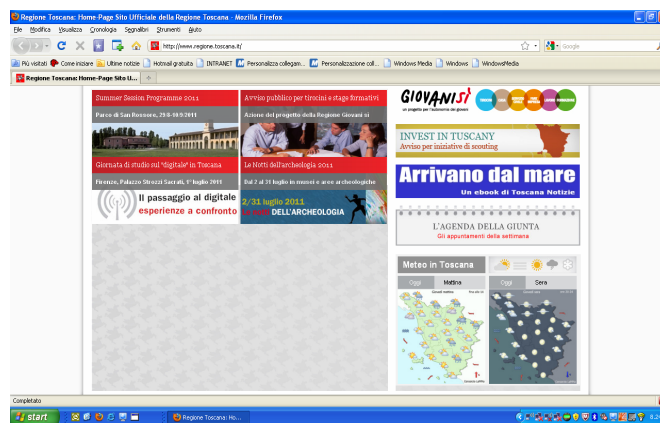 Regione Toscana: Home-Page Sito Ufficiale della Regione Toscana - Mozilla Firefox
File Modifica Visualizza Cronologia Segnalibri Strumenti Aiuto
http://www.regione.toscana.it/
Google
Più visitati Come iniziare Ultime notizie Hotmail gratuita INTRANET Personalizza collegam... Personalizzazione coll... Windows Media Windows WindowsMedia
Regione Toscana: Home-Page Sito U...
Summer Session Programme 2011
Parco di San Rossore, 29/8-10/9/2011
Avviso pubblico per tirocini e stage formativi
Azione del progetto della Regione Giovani sì
Giornata di studio sul "digitale" in Toscana
Firenze, Palazzo Strozzi Sacrati, 1° luglio 2011
Le Notti dell'archeologia 2011
Dal 2 al 31 luglio in musei e aree archeologiche
Il passaggio al digitale
esperienze a confronto
2/31 luglio 2011
DELL'ARCHEOLOGIA
GIOVANISÌ
un progetto per l'autonomia dei giovani
INVEST IN TUSCANY
Avviso per iniziative di scouting
Arrivano dal mare
Un ebook di Toscana Notizie
L'AGENDA DELLA GIUNTA
Gli appuntamenti della settimana
Meteo in Toscana
Oggi Mattina
Oggi Sera
Completato
start
Regione Toscana: Ho...